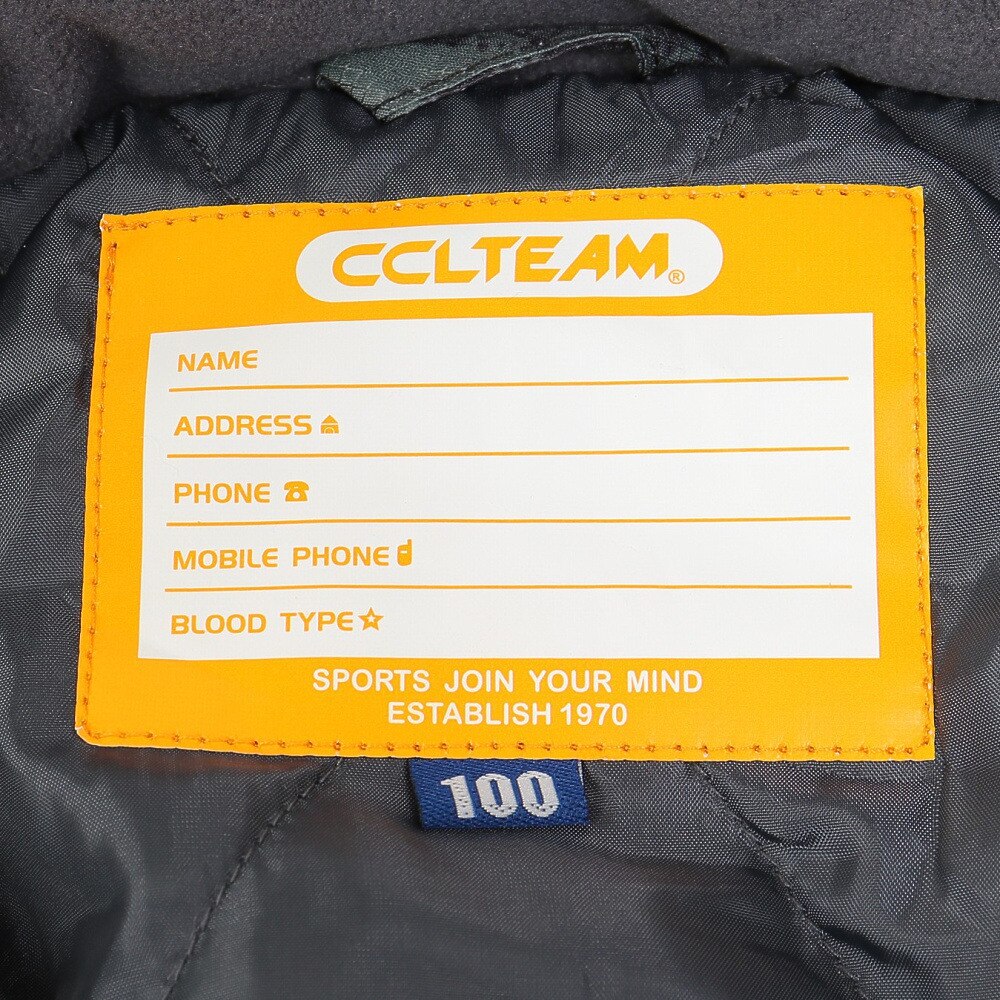 CCLTEAM®
NAME
ADDRESS
PHONE
MOBILE PHONE
BLOOD TYPE
SPORTS JOIN YOUR MIND
ESTABLISH 1970
100